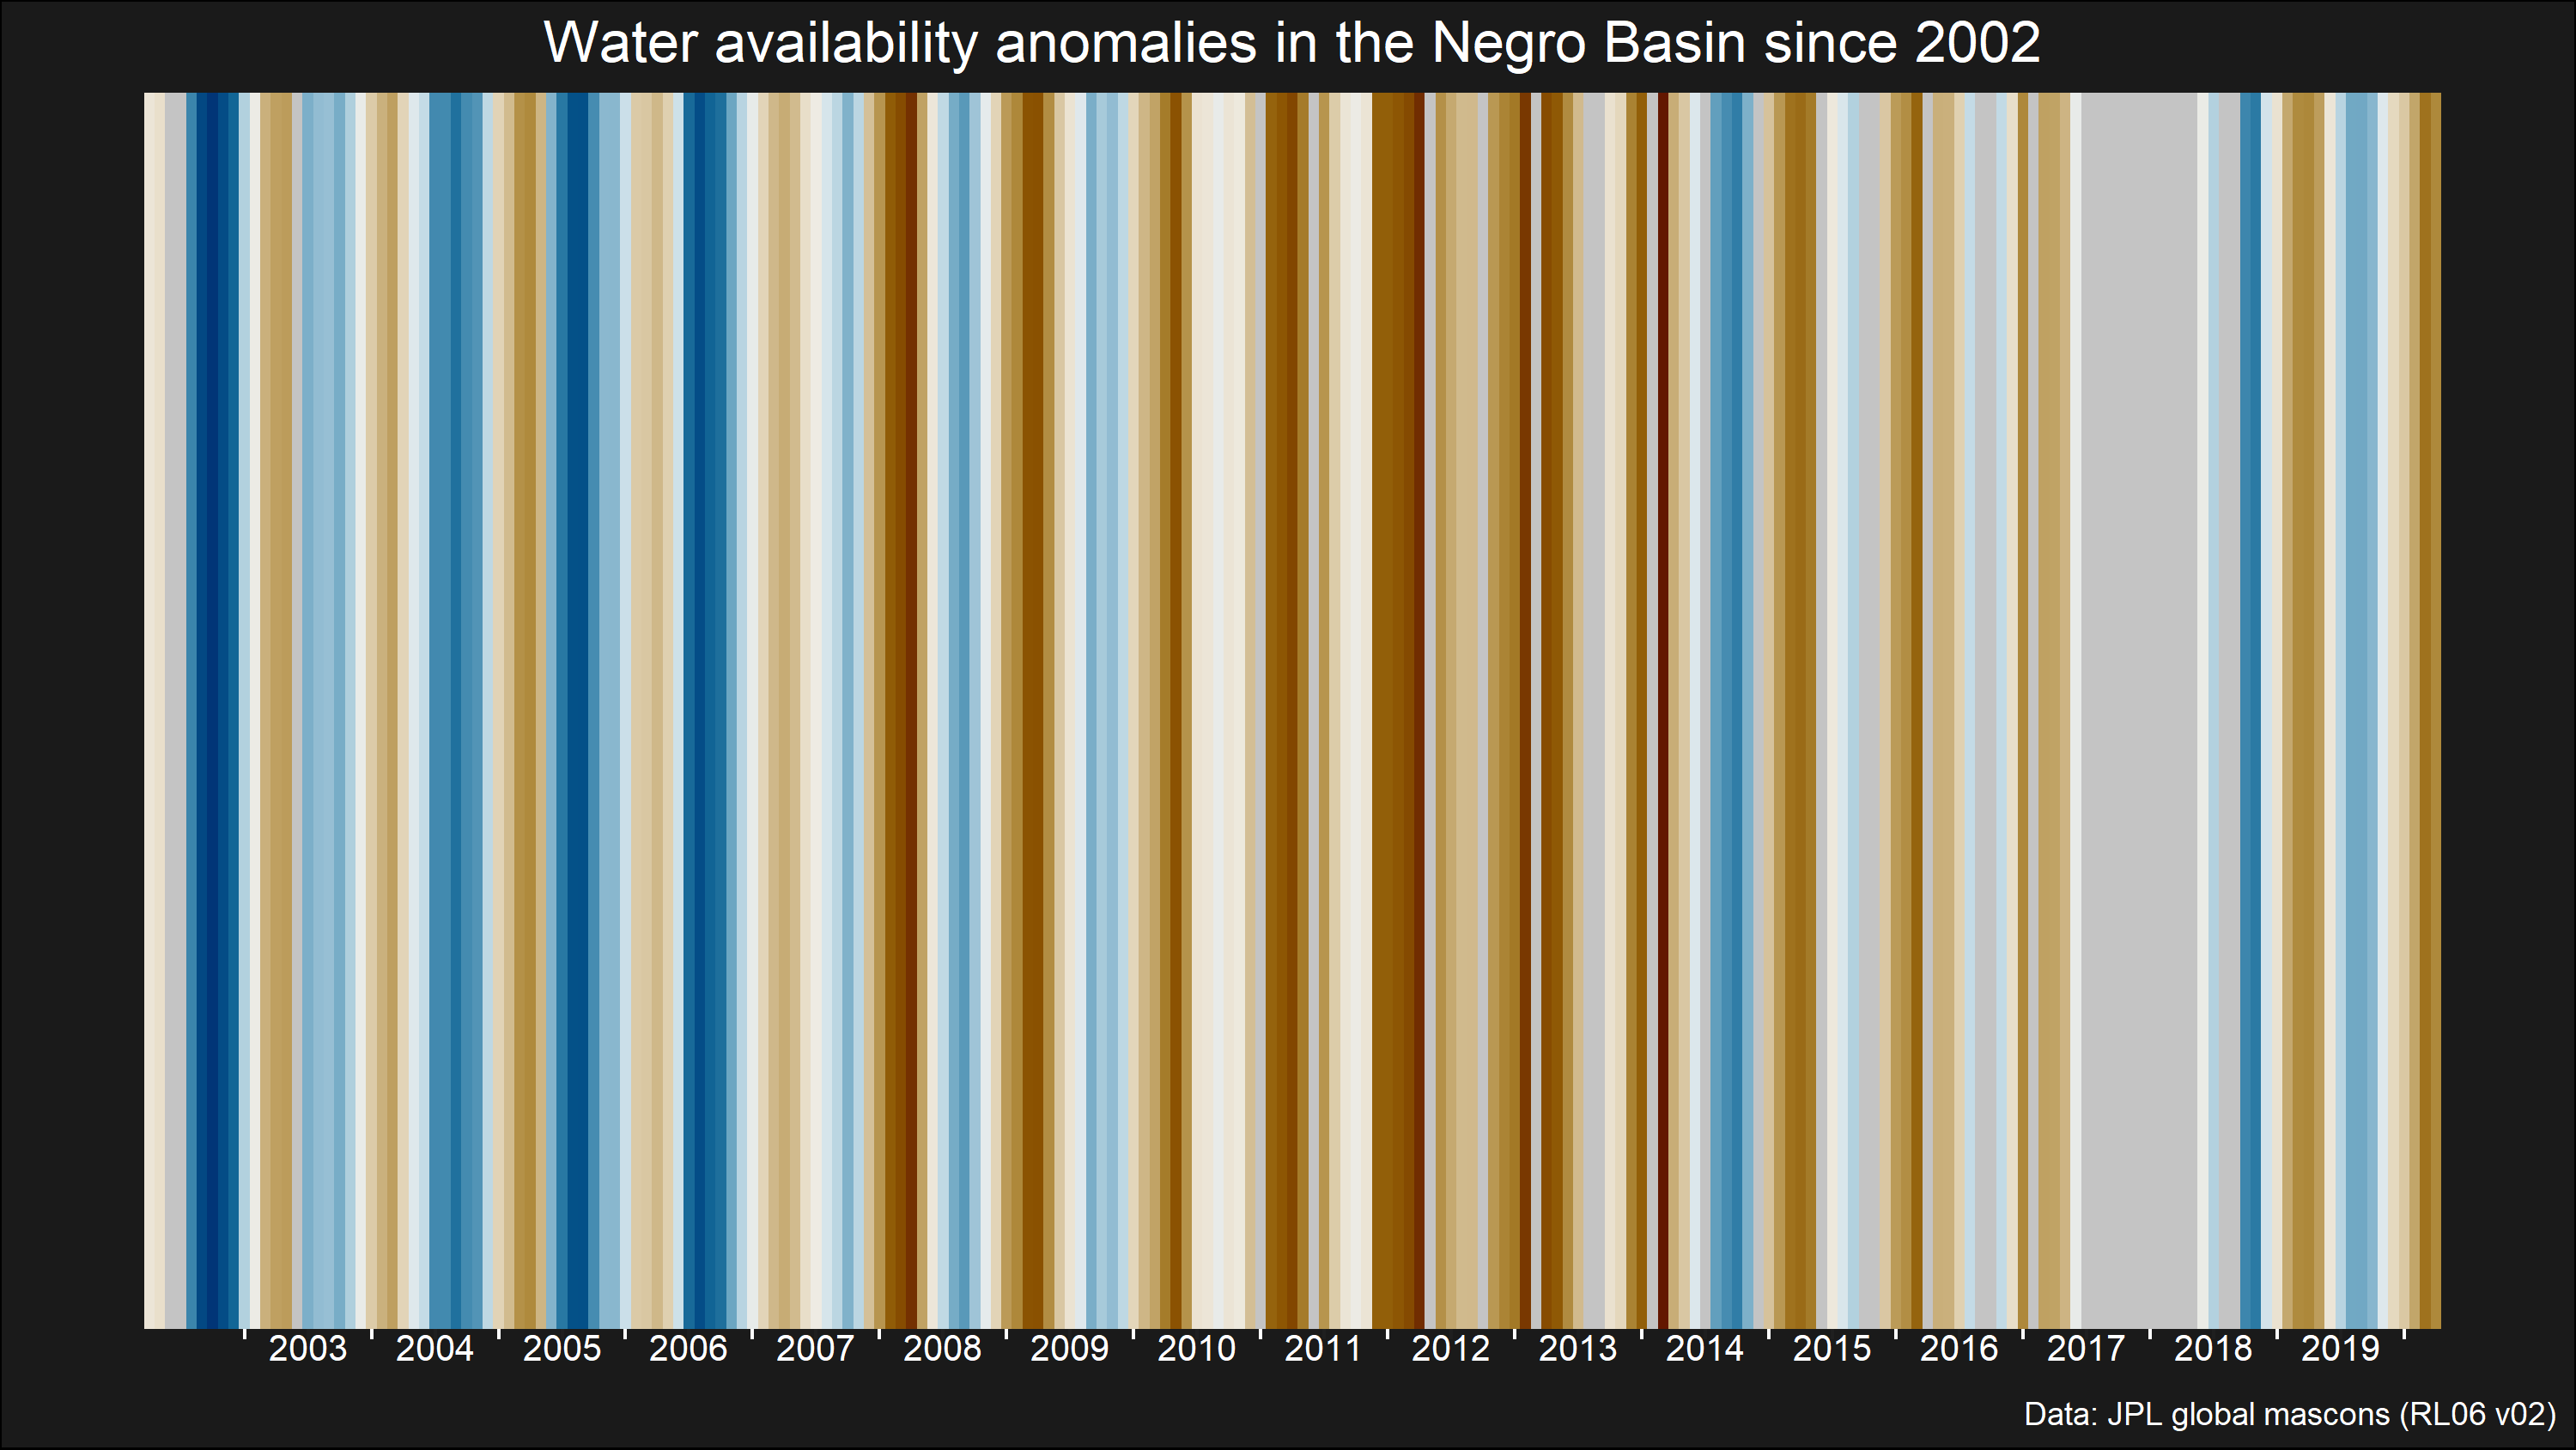 Water availability anomalies in the Negro Basin since 2002
2003 2004 2005 2006 2007 2008 2009 2010 2011 2012 2013 2014 2015 2016 2017 2018 2019
Data: JPL global mascons (RL06 v02)